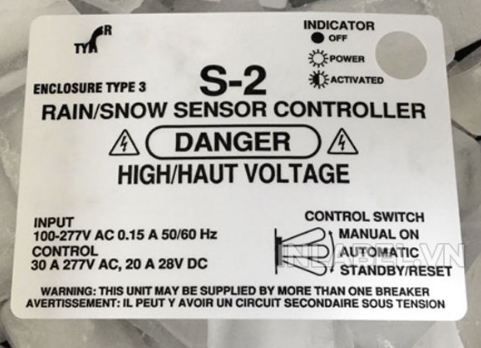 TYR
INDICATOR
OFF
POWER
ACTIVATED
ENCLOSURE TYPE 3
S-2
RAIN/SNOW SENSOR CONTROLLER
DANGER
HIGH/HAUT VOLTAGE
INPUT
100-277V AC 0.15 A 50/60 Hz
CONTROL
30 A 277V AC, 20 A 28V DC
CONTROL SWITCH
MANUAL ON
AUTOMATIC
STANDBY/RESET
INLABEL.VN
WARNING: THIS UNIT MAY BE SUPPLIED BY MORE THAN ONE BREAKER
AVERTISSEMENT: IL PEUT Y AVOIR UN CIRCUIT SECONDAIRE SOUS TENSION